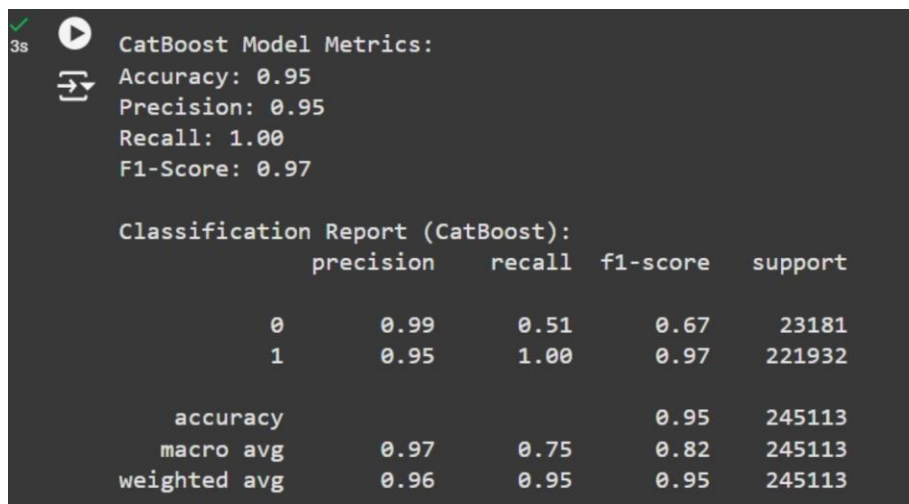 3s
CatBoost Model Metrics:
Accuracy: 0.95
Precision: 0.95
Recall: 1.00
F1-Score: 0.97
Classification Report (CatBoost):
precision recall f1-score support
0 0.99 0.51 0.67 23181
1 0.95 1.00 0.97 221932
accuracy 0.95 245113
macro avg 0.97 0.75 0.82 245113
weighted avg 0.96 0.95 0.95 245113